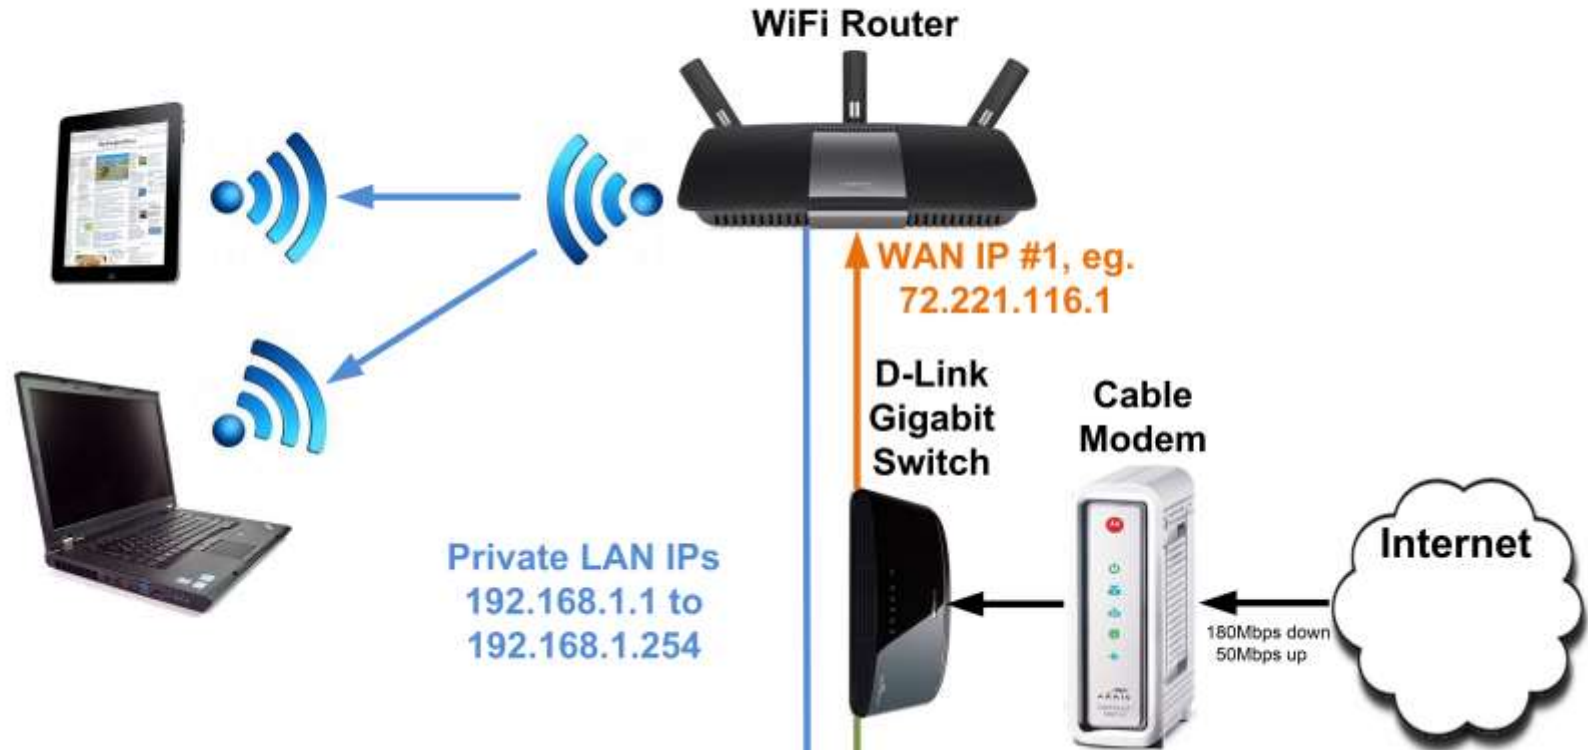 WiFi Router
WAN IP #1, eg.
72.221.116.1
D-Link
Gigabit
Switch
Cable
Modem
Internet
180Mbps down
50Mbps up
Private LAN IPs
192.168.1.1 to
192.168.1.254
ARRIS